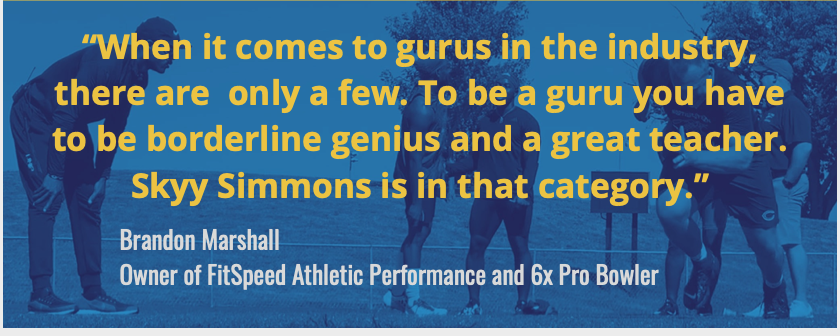 “When it comes to gurus in the industry,
there are  only a few. To be a guru you have
to be borderline genius and a great teacher.
Skyy Simmons is in that category.”
Brandon Marshall
Owner of FitSpeed Athletic Performance and 6x Pro Bowler